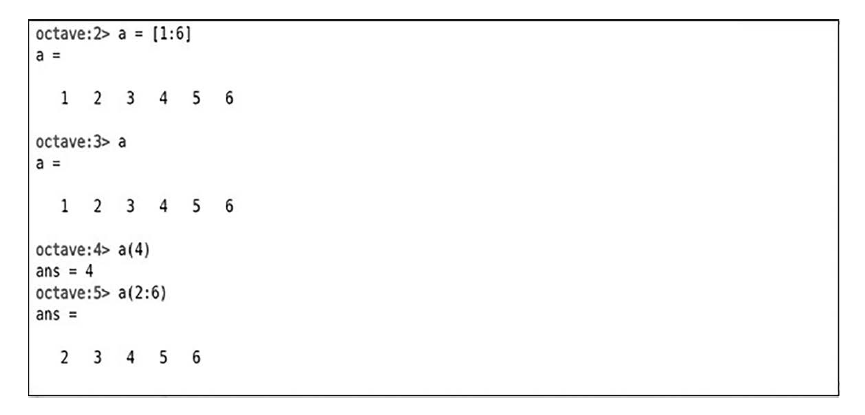 octave:2> a = [1:6]
a =
1 2 3 4 5 6
octave:3> a
a =
1 2 3 4 5 6
octave:4> a(4)
ans = 4
octave:5> a(2:6)
ans =
2 3 4 5 6